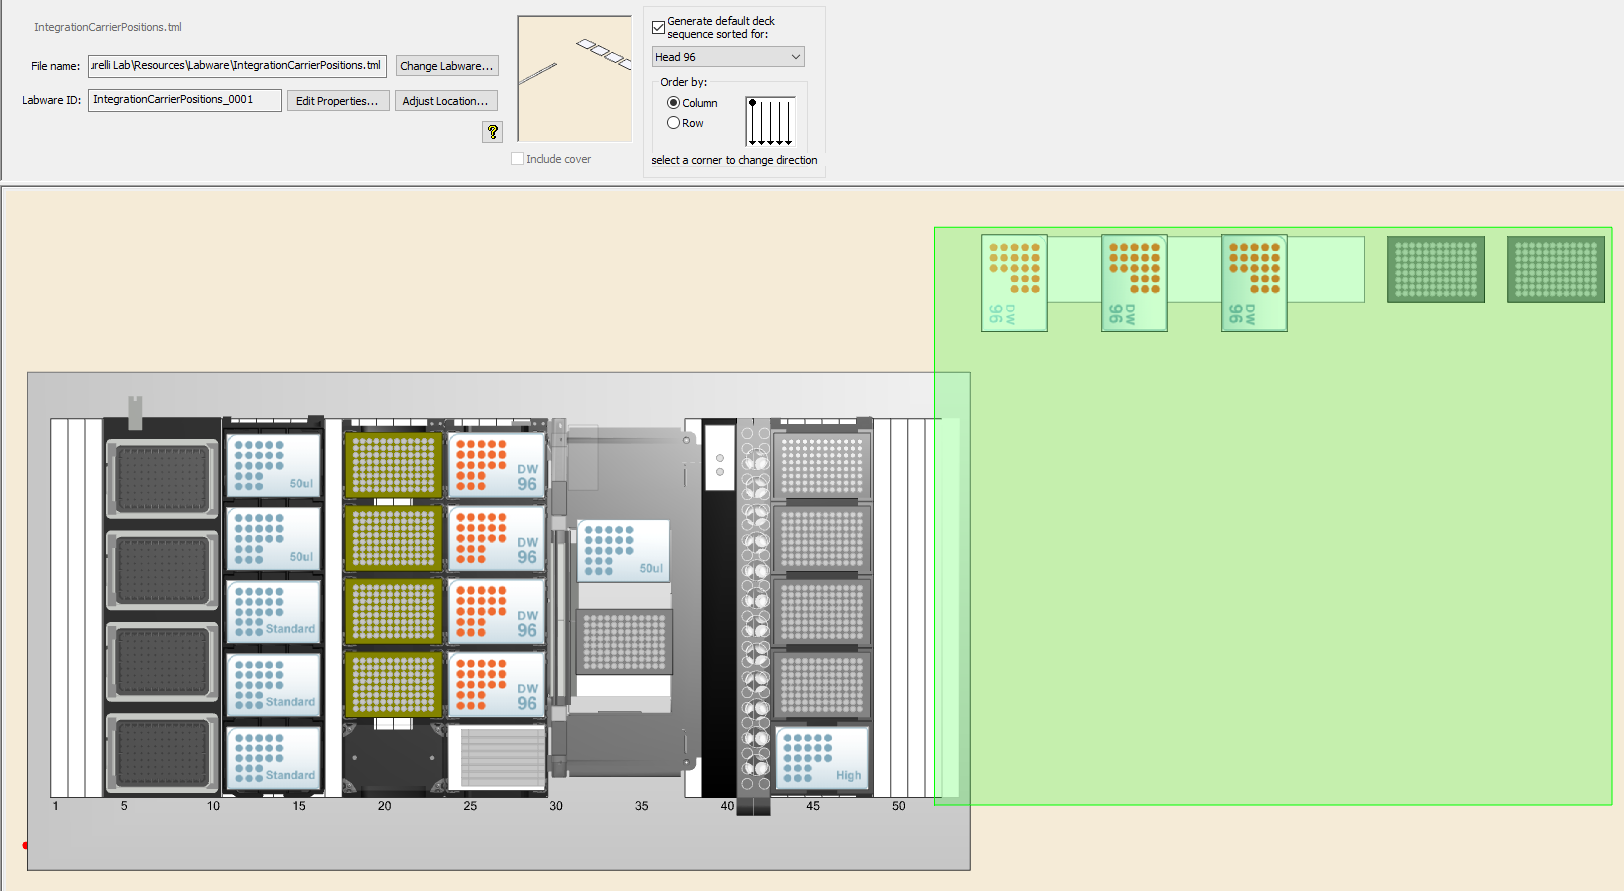 IntegrationCarrierPositions.tml
File name:
urelli Lab\Resources\Labware\IntegrationCarrierPositions.tml
Change Labware...
Labware ID:
IntegrationCarrierPositions_0001
Edit Properties...
Adjust Location...
?
Include cover
Generate default deck
sequence sorted for:
Head 96
Order by:
Column
Row
select a corner to change direction
DW
96
DW
96
DW
96
50ul
DW
96
50ul
DW
96
50ul
Standard
DW
96
Standard
DW
96
Standard
High
1 5 10 15 20 25 30 35 40 45 50